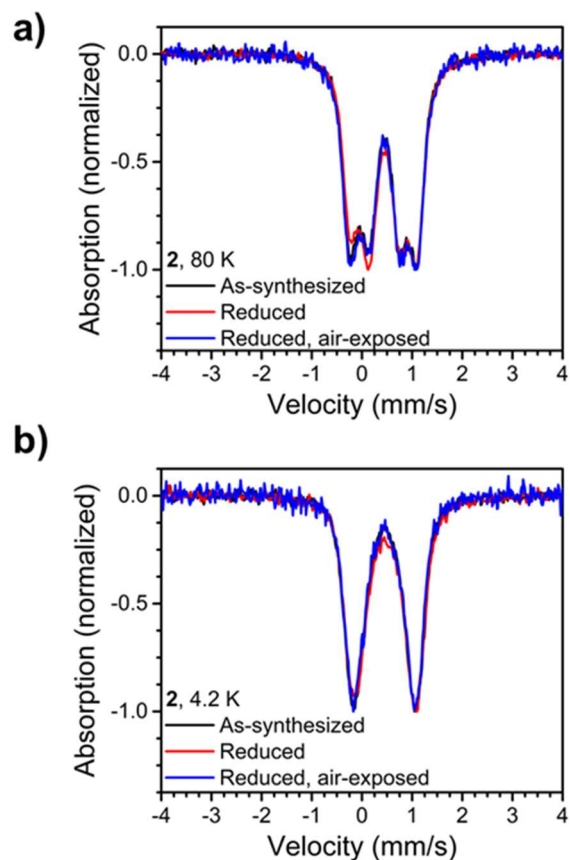 a)
0.0
-0.5
-1.0
Absorption (normalized)
2, 80 K
As-synthesized
Reduced
Reduced, air-exposed
-4 -3 -2 -1 0 1 2 3 4
Velocity (mm/s)
b)
0.0
-0.5
-1.0
Absorption (normalized)
2, 4.2 K
As-synthesized
Reduced
Reduced, air-exposed
-4 -3 -2 -1 0 1 2 3 4
Velocity (mm/s)